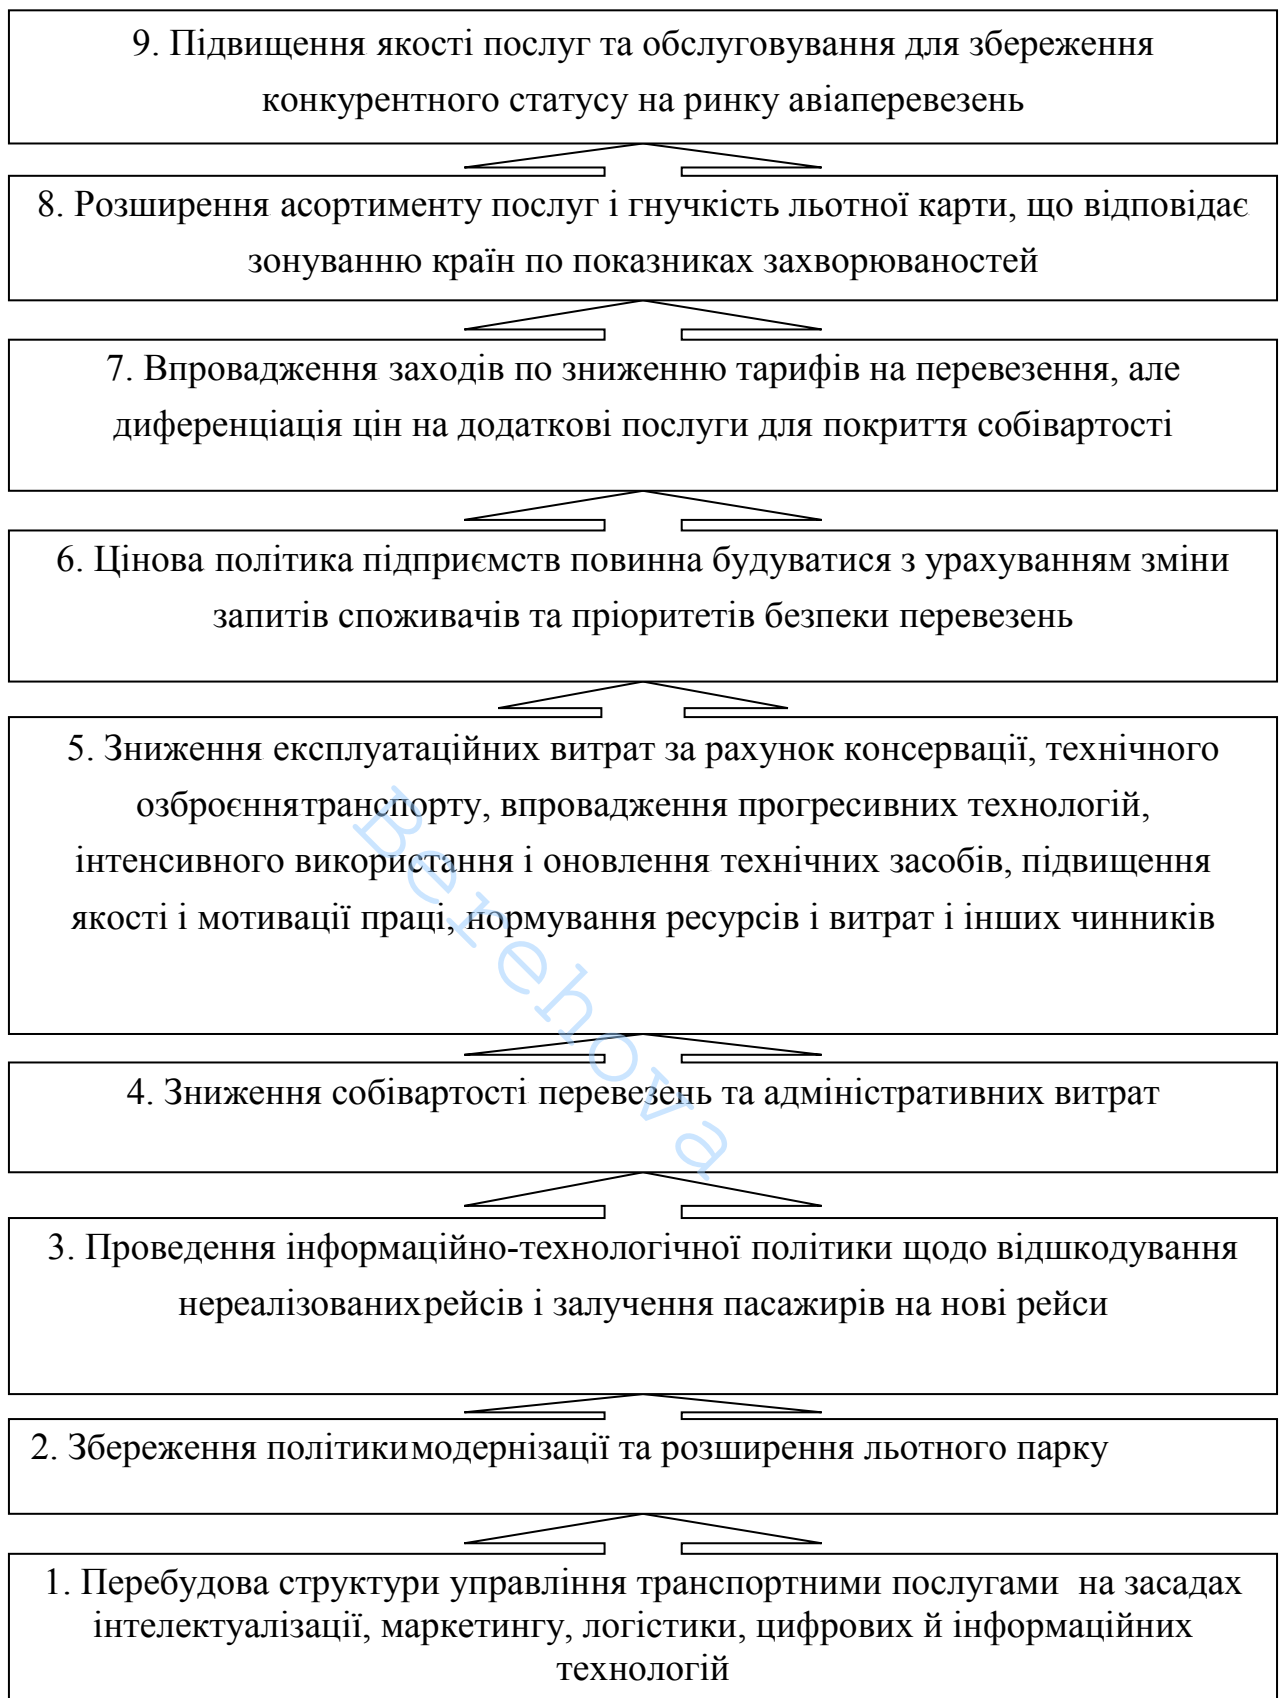 9. Підвищення якості послуг та обслуговування для збереження
конкурентного статусу на ринку авіаперевезень
8. Розширення асортименту послуг і гнучкість льотної карти, що відповідає
зонуванню країн по показниках захворюваностей
7. Впровадження заходів по зниженню тарифів на перевезення, але
диференціація цін на додаткові послуги для покриття собівартості
6. Цінова політика підприємств повинна будуватися з урахуванням зміни
запитів споживачів та пріоритетів безпеки перевезень
5. Зниження експлуатаційних витрат за рахунок консервації, технічного
озброєннятранспорту, впровадження прогресивних технологій,
інтенсивного використання і оновлення технічних засобів, підвищення
якості і мотивації праці, нормування ресурсів і витрат і інших чинників
Berehova
4. Зниження собівартості перевезень та адміністративних витрат
3. Проведення інформаційно-технологічної політики щодо відшкодування
нереалізованихрейсів і залучення пасажирів на нові рейси
2. Збереження політикимодернізації та розширення льотного парку
1. Перебудова структури управління транспортними послугами на засадах
інтелектуалізації, маркетингу, логістики, цифрових й інформаційних
технологій